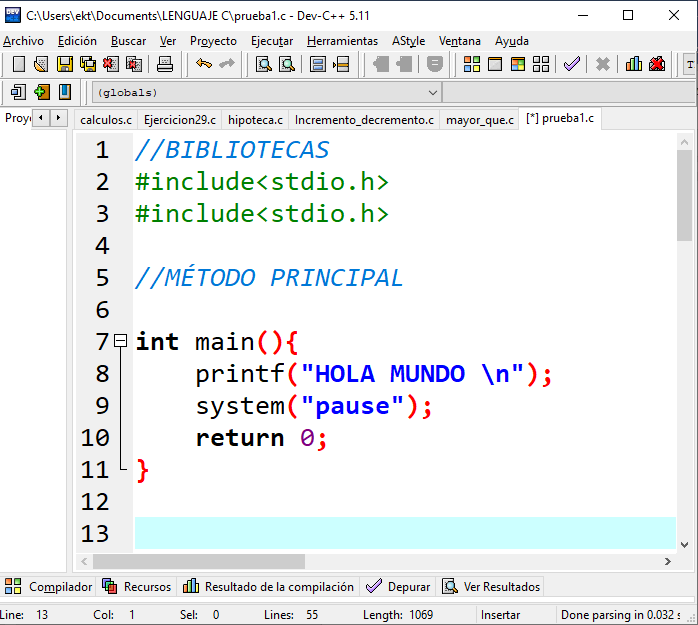 C:\Users\ekt\Documents\LENGUAJE C\prueba1.c - Dev-C++ 5.11
Archivo Edición Buscar Ver Proyecto Ejecutar Herramientas AStyle Ventana Ayuda
(globals)
Proye calculos.c Ejercicion29.c hipoteca.c Incremento_decremento.c mayor_que.c [*] prueba1.c
1 //BIBLIOTECAS
2 #include<stdio.h>
3 #include<stdio.h>
4
5 //MÉTODO PRINCIPAL
6
7 int main(){
8 printf("HOLA MUNDO \n");
9 system("pause");
10 return 0;
11 }
12
13
Compilador Recursos Resultado de la compilación Depurar Ver Resultados
Line: 13 Col: 1 Sel: 0 Lines: 55 Length: 1069 Insertar Done parsing in 0.032 s